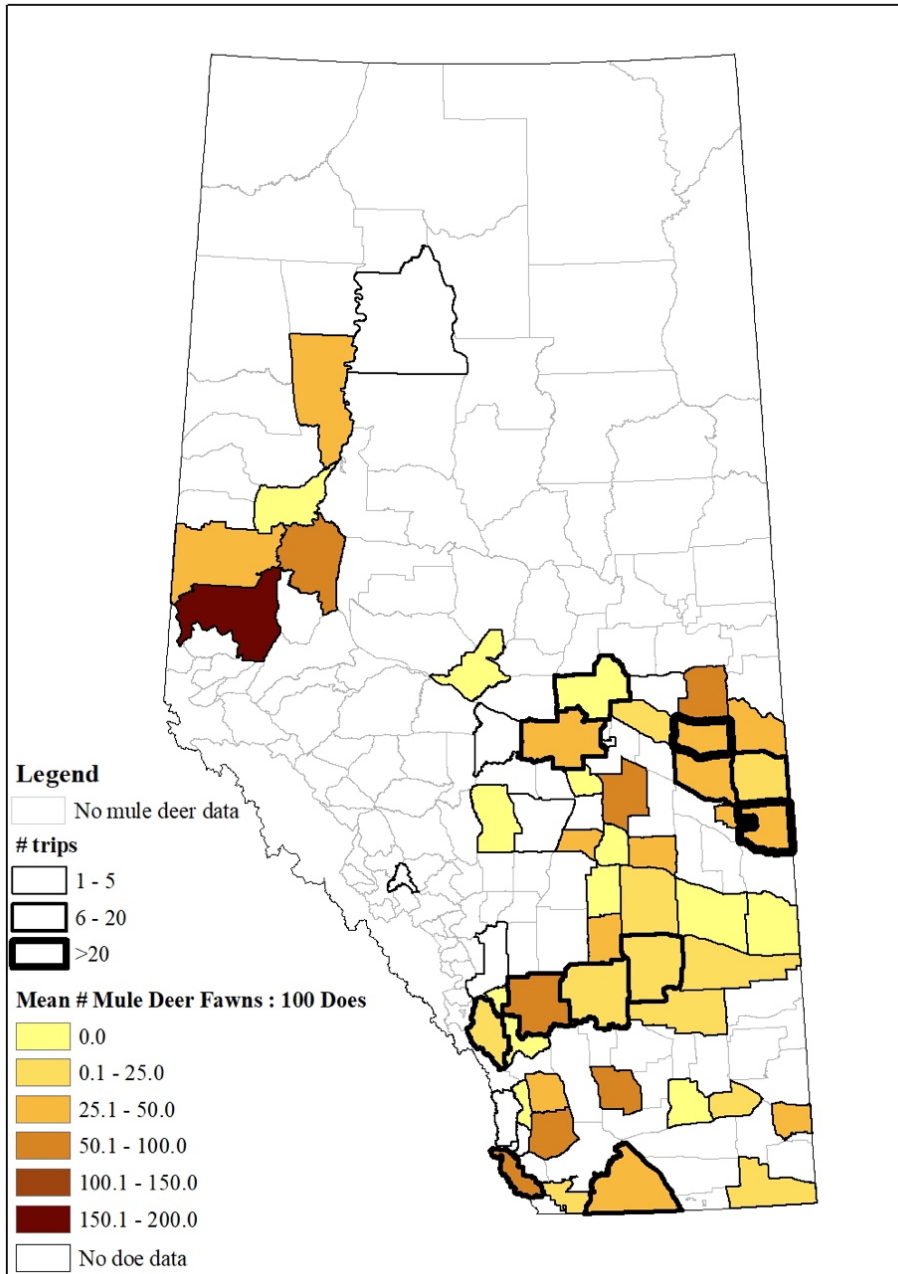 Legend
No mule deer data
# trips
1 - 5
6 - 20
>20
Mean # Mule Deer Fawns : 100 Does
0.0
0.1 - 25.0
25.1 - 50.0
50.1 - 100.0
100.1 - 150.0
150.1 - 200.0
No doe data